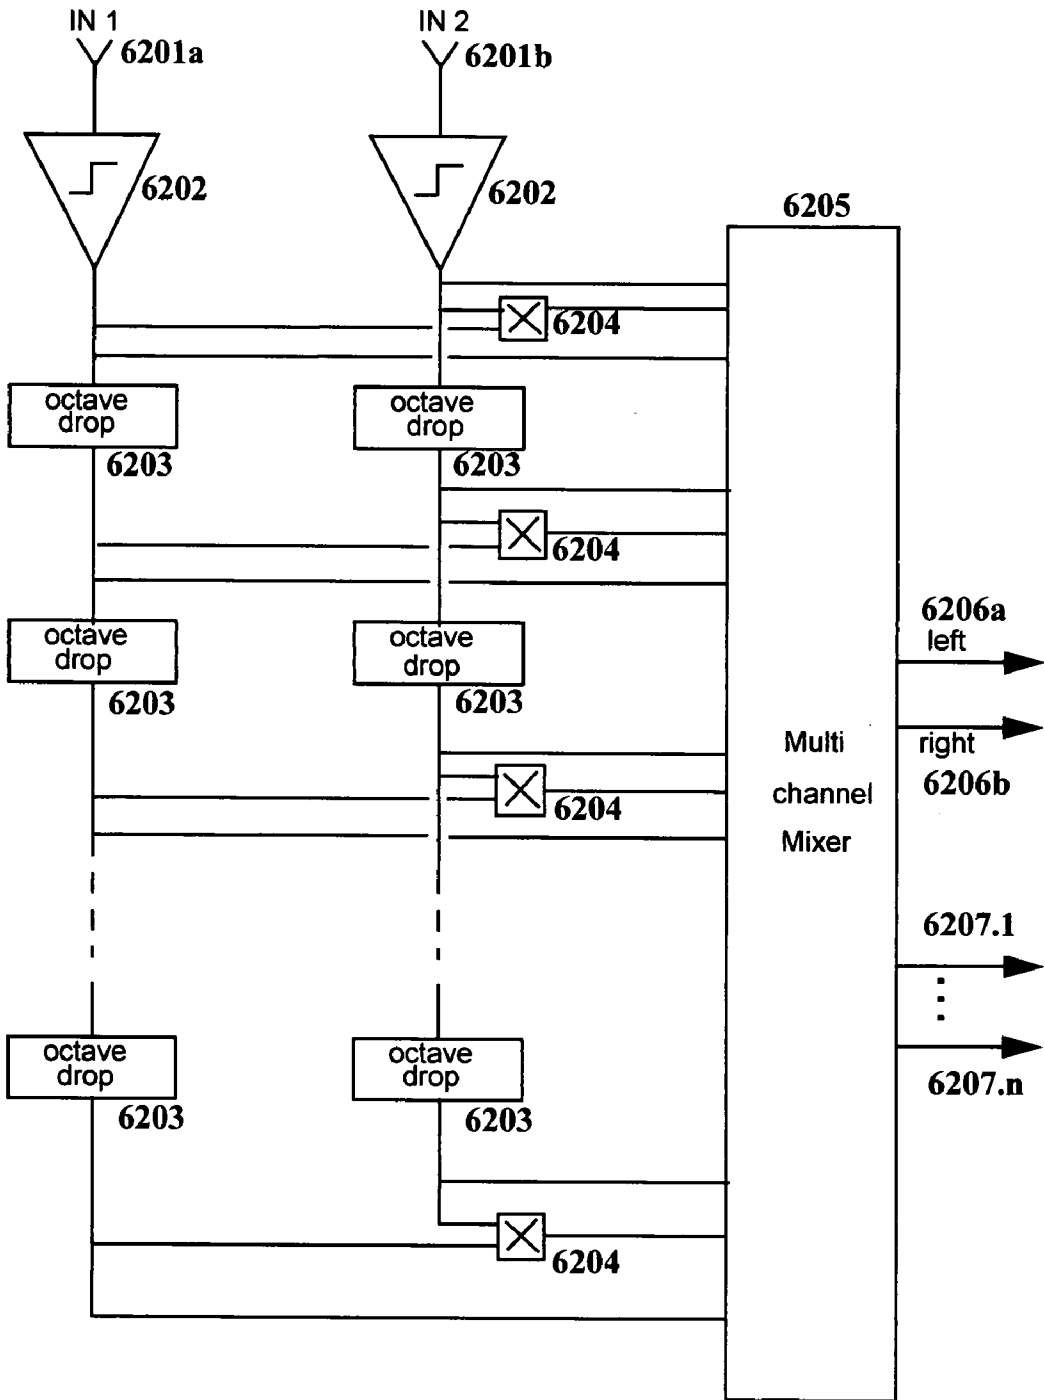 IN 1
6201a
IN 2
6201b
6202
6202
6205
6204
octave
drop
6203
octave
drop
6203
6204
octave
drop
6203
octave
drop
6203
6206a
left
right
6206b
Multi
channel
Mixer
6204
6207.1
6207.n
octave
drop
6203
octave
drop
6203
6204